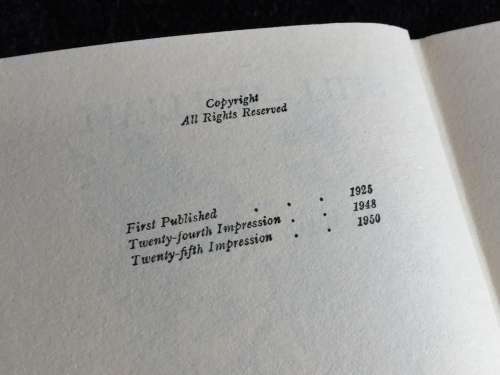 Copyright
All Rights Reserved
First Published . . . 1925
Twenty-fourth Impression . . 1948
Twenty-fifth Impression . . 1950